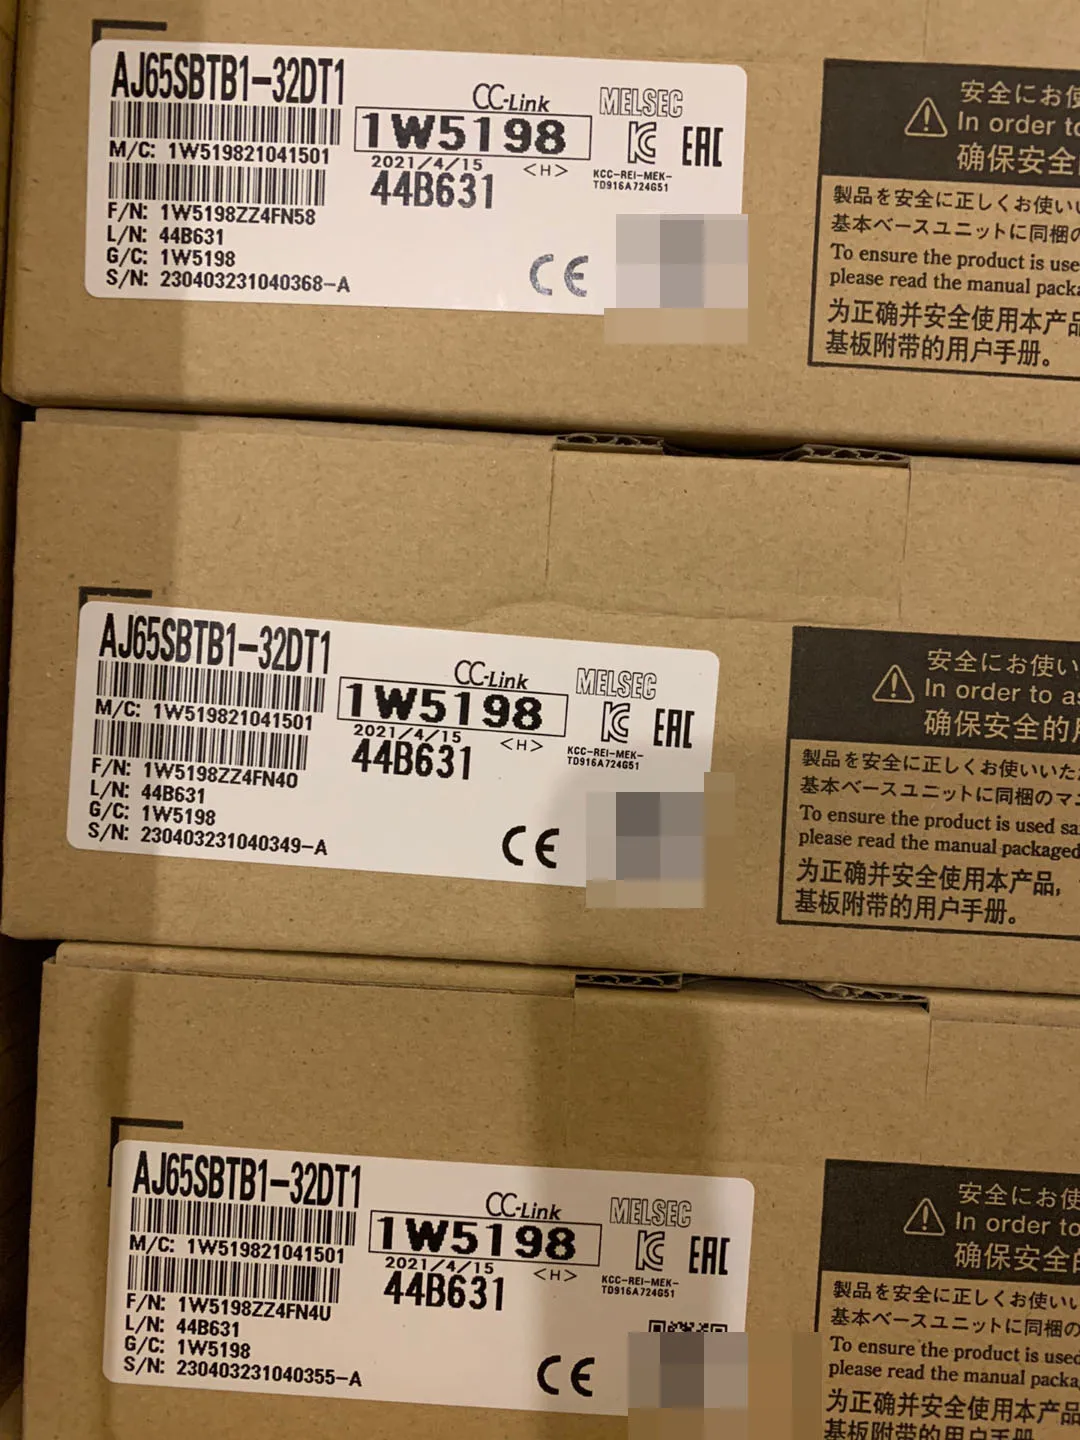 AJ65SBTB1-32DT1
CC-Link
MELSEC
1W5198
EAC
M/C: 1W519821041501
2021/4/15
<H>
KCC-REI-MEK-
TD916A724G51
44B631
F/N: 1W5198ZZ4FN58
L/N: 44B631
G/C: 1W5198
S/N: 230403231040368-A
CE
安全にお使
In order to
确保安全
製品を安全に正しくお使い
基本ベースユニットに同梱の
To ensure the product is use
please read the manual packa
为正确并安全使用本产品
基板附带的用户手册。
AJ65SBTB1-32DT1
CC-Link
MELSEC
1W5198
EAC
M/C: 1W519821041501
2021/4/15
<H>
KCC-REI-MEK-
TD916A724G51
44B631
F/N: 1W5198ZZ4FN40
L/N: 44B631
G/C: 1W5198
S/N: 230403231040349-A
CE
安全にお使い
In order to as
确保安全的
製品を安全に正しくお使いいた
基本ベースユニットに同梱のマ
To ensure the product is used sa
please read the manual packaged
为正确并安全使用本产品,
基板附带的用户手册。
AJ65SBTB1-32DT1
CC-Link
MELSEC
1W5198
EAC
M/C: 1W519821041501
2021/4/15
<H>
KCC-REI-MEK-
TD916A724G51
44B631
F/N: 1W5198ZZ4FN4U
L/N: 44B631
G/C: 1W5198
S/N: 230403231040355-A
CE
安全にお使
In order to
确保安全
製品を安全に正しくお使い
基本ベースユニットに同梱の
To ensure the product is used
please read the manual packa
为正确并安全使用本产品
基板附带的用户手册